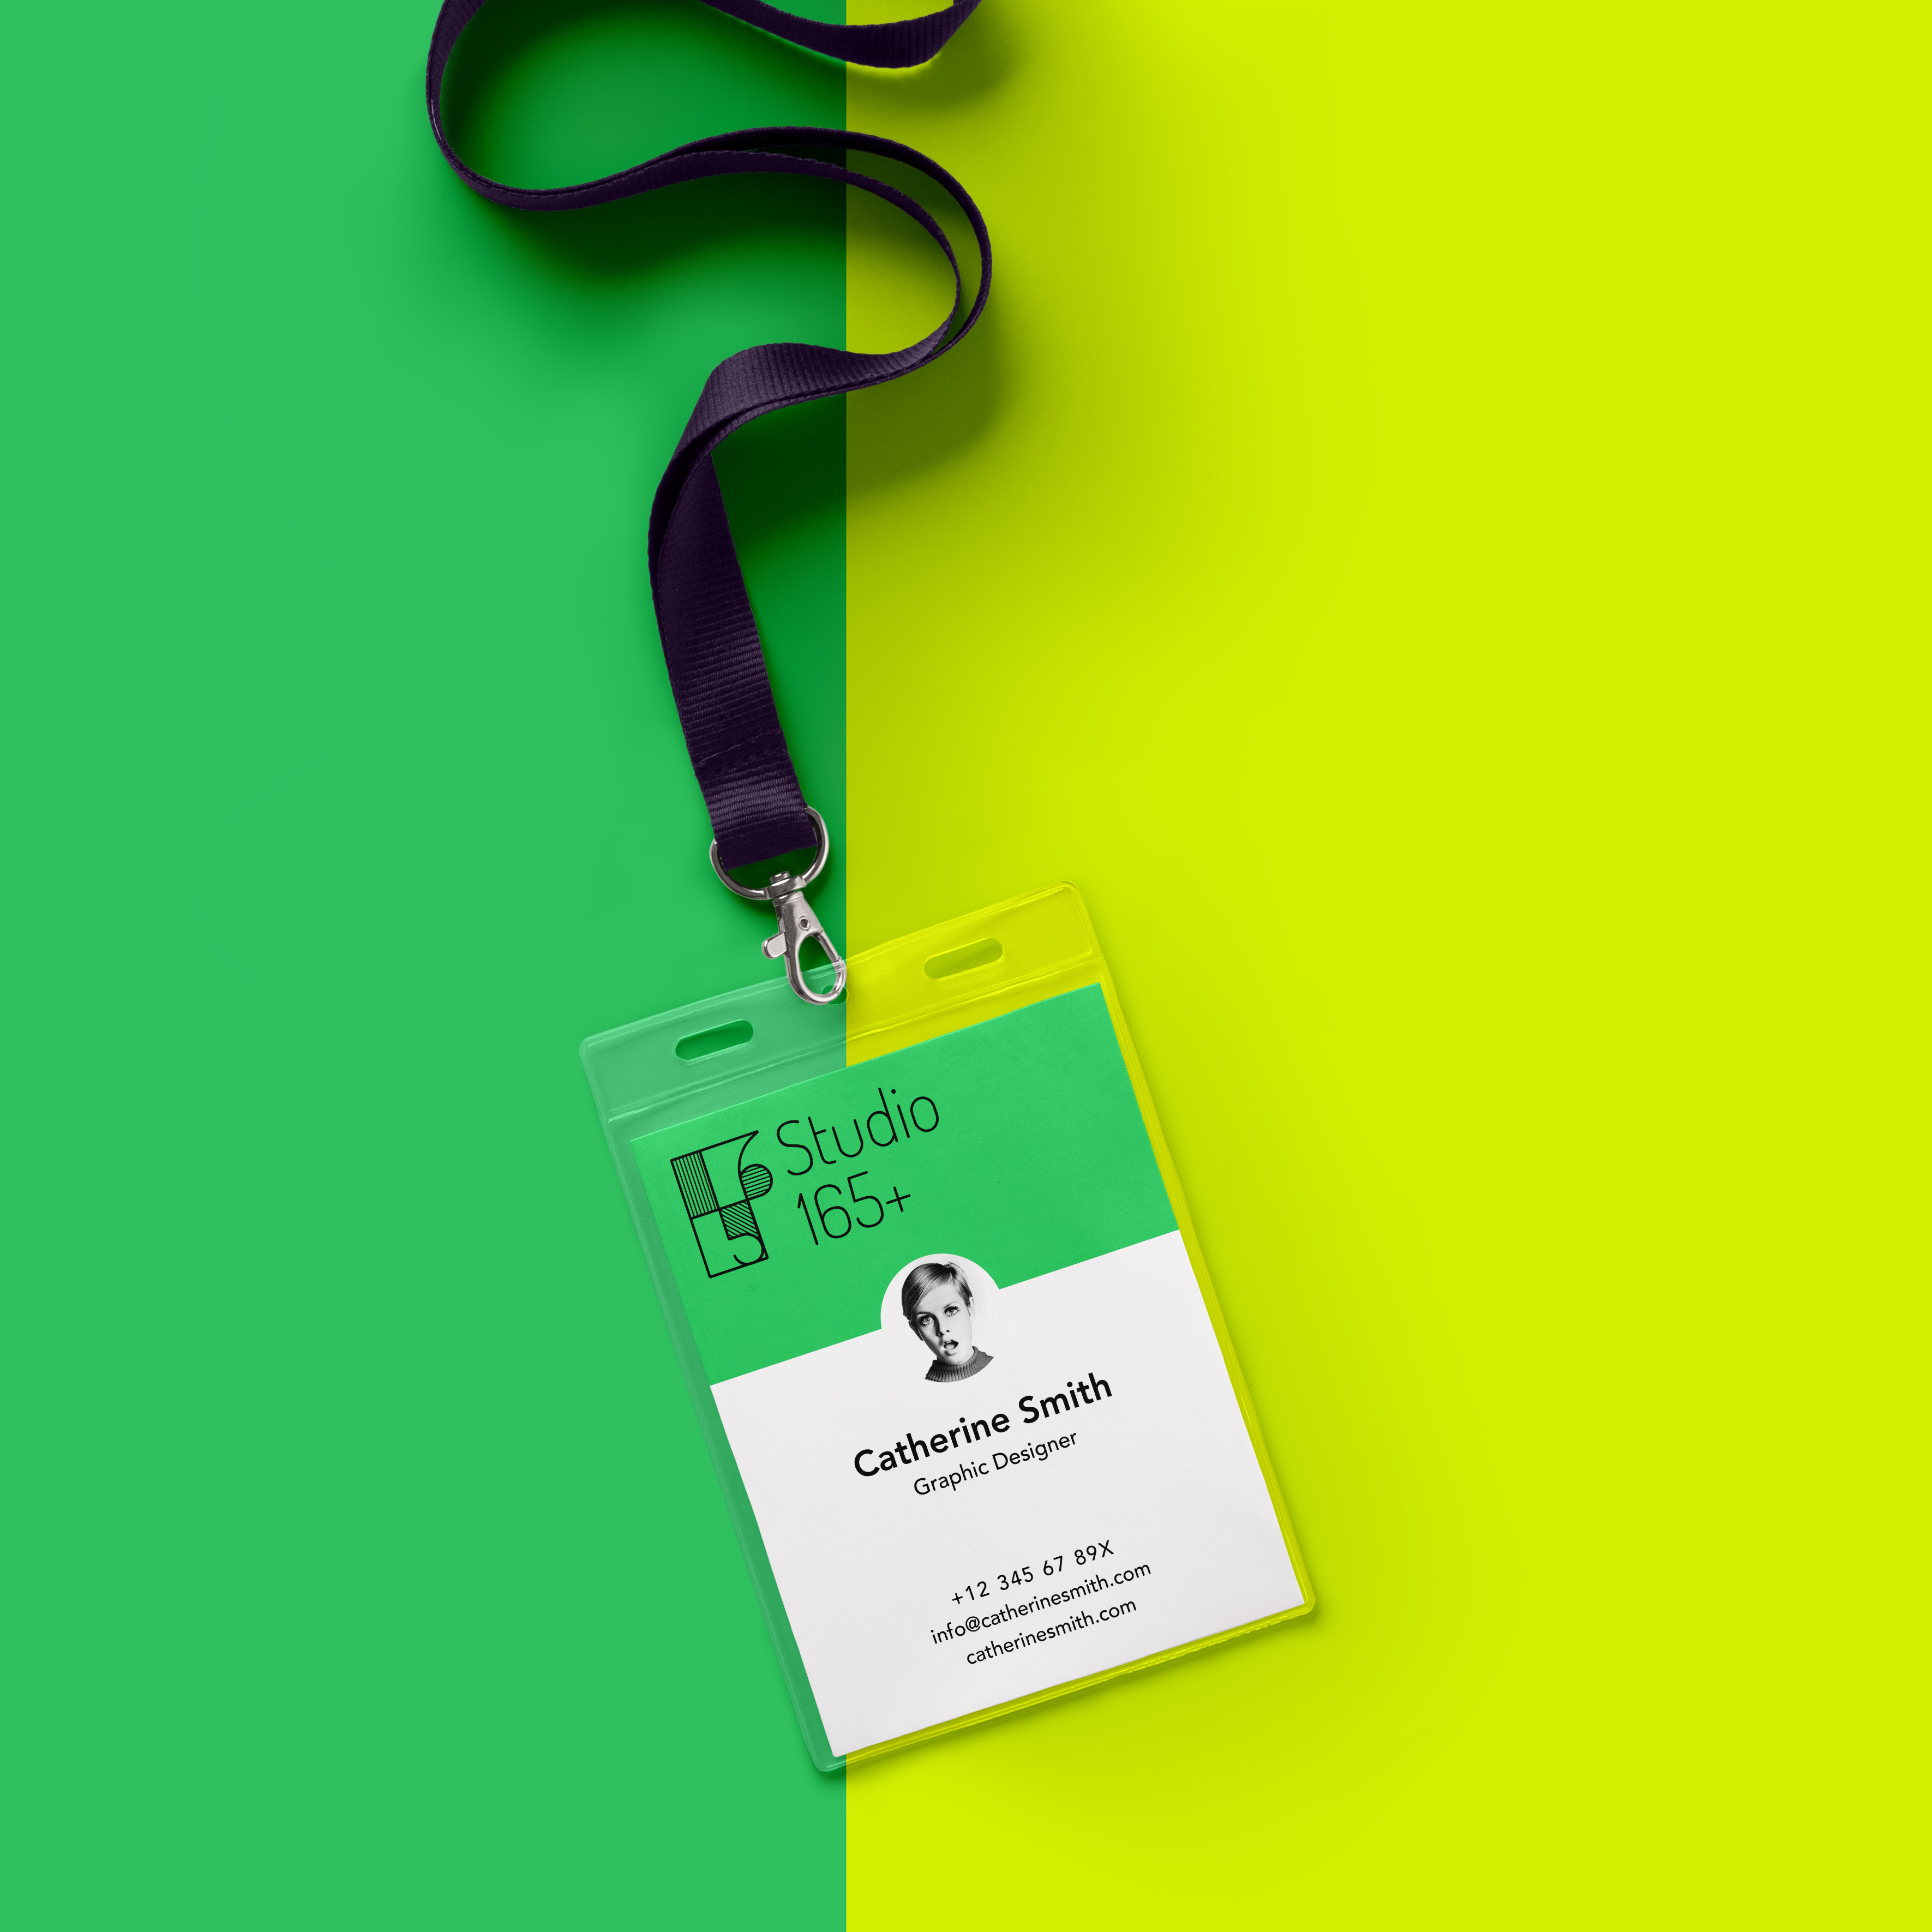 Studio
165+
Catherine Smith
Graphic Designer
+12 345 67 89X
info@catherinesmith.com
catherinesmith.com